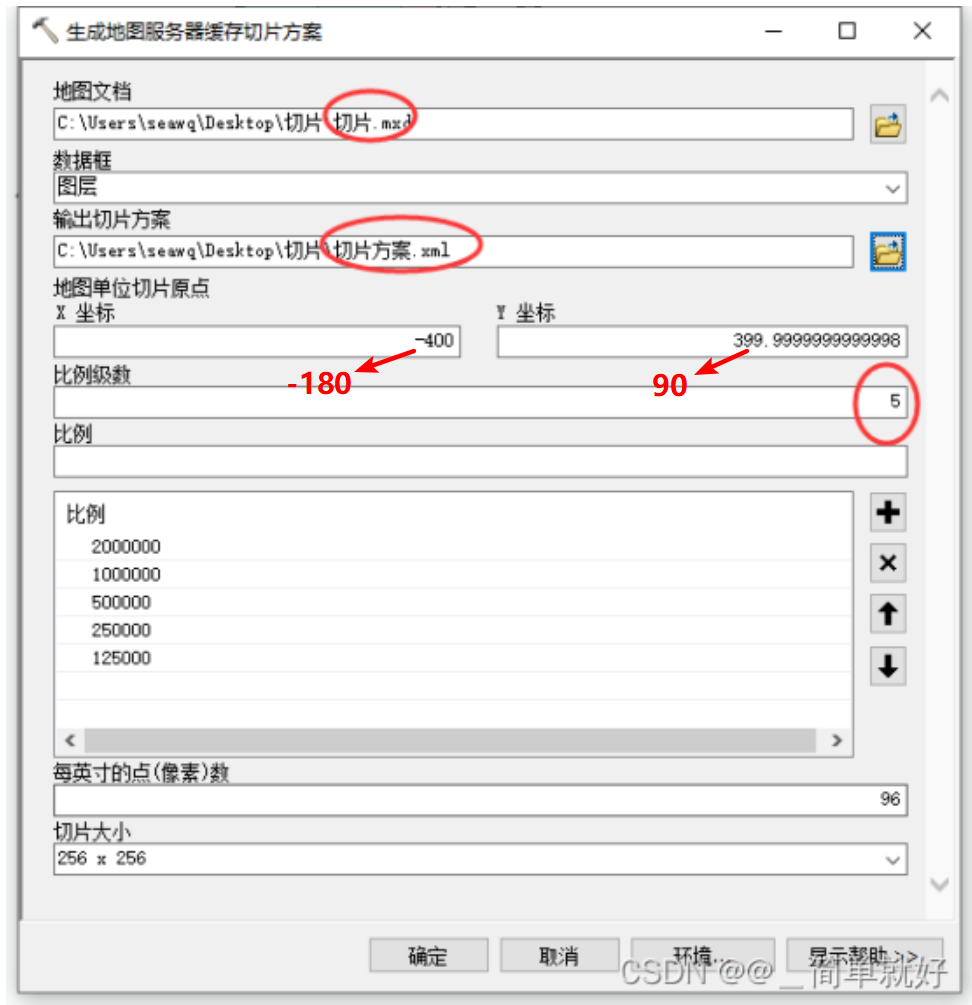 生成地图服务器缓存切片方案
地图文档
C:\Users\seawq\Desktop\切片\切片.mxd
数据框
图层
输出切片方案
C:\Users\seawq\Desktop\切片\切片方案.xml
地图单位切片原点
X 坐标 Y 坐标
-400 399.9999999999998
-180 90
比例级数
5
比例
比例
2000000
1000000
500000
250000
125000
每英寸的点(像素)数
96
切片大小
256 x 256
确定 取消 环境... 显示帮助 >>
CSDN @@__简单就好